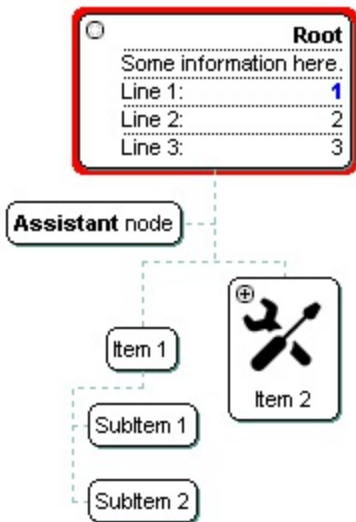 Root
Some information here.
Line 1: 1
Line 2: 2
Line 3: 3
Assistant node
Item 1
Item 2
SubItem 1
SubItem 2